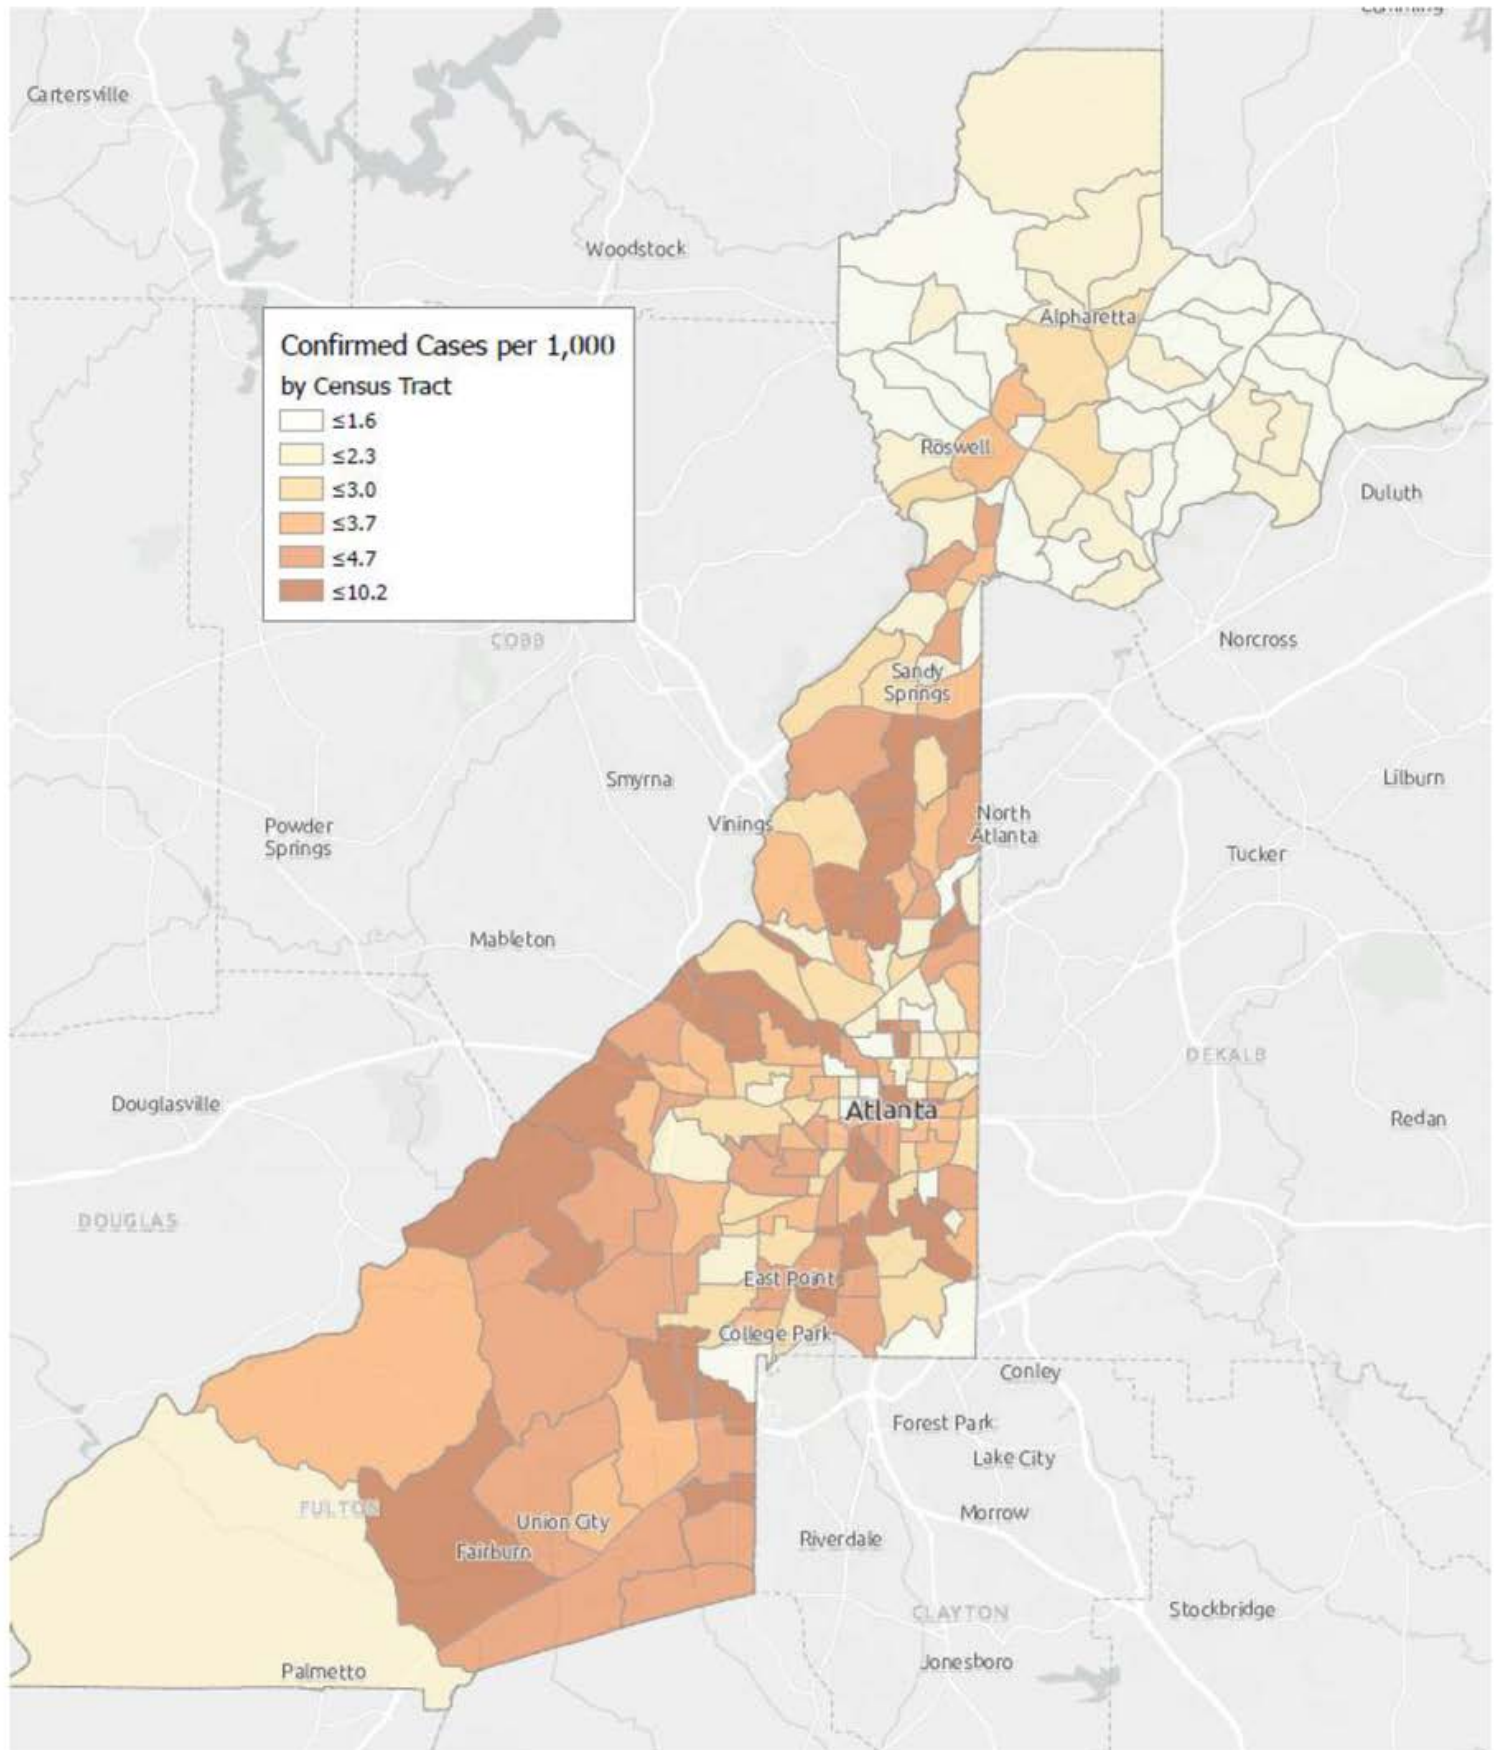 Cumming
Cartersville
Woodstock
Alpharetta
Confirmed Cases per 1,000
by Census Tract
≤1.6
≤2.3
≤3.0
≤3.7
≤4.7
≤10.2
Roswell
Duluth
COBB
Norcross
Sandy
Springs
Smyrna
Lilburn
Vinings
North
Atlanta
Powder
Springs
Tucker
Mableton
DEKALB
Douglasville
Atlanta
Redan
DOUGLAS
East Point
College Park
Conley
Forest Park
Lake City
FULTON
Union City
Morrow
Riverdale
Fairburn
CLAYTON
Stockbridge
Palmetto
Jonesboro